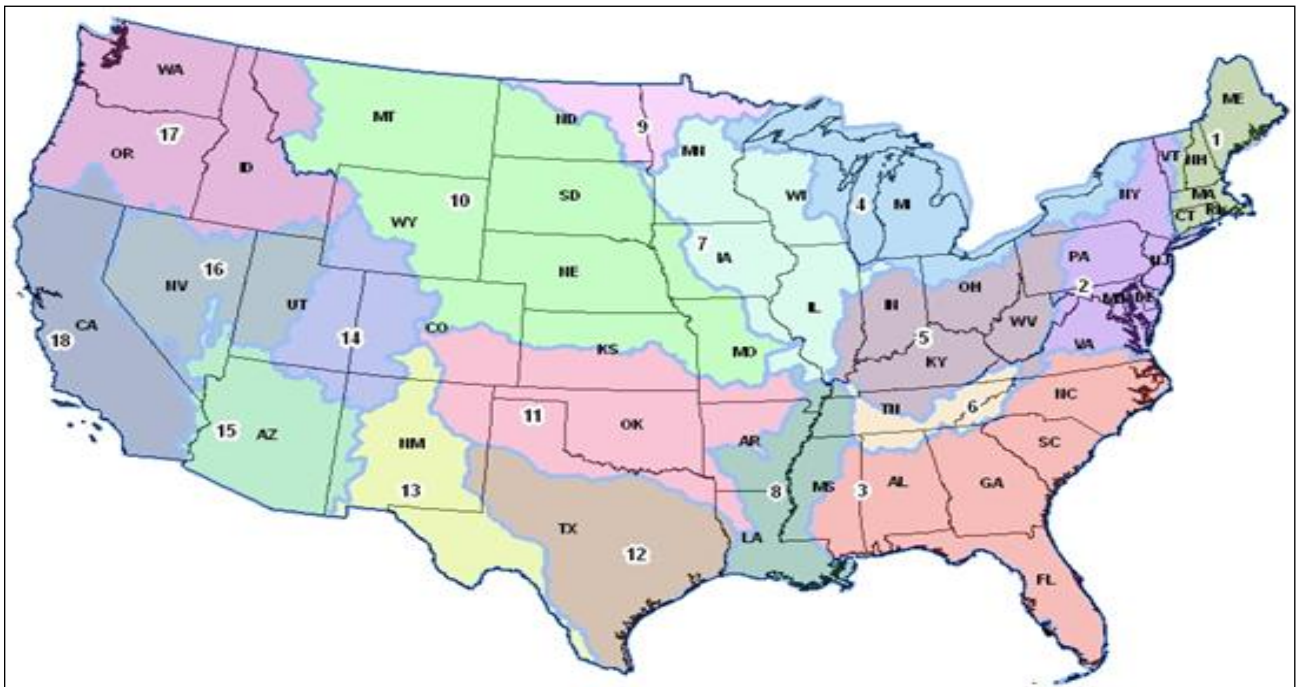 WA
MT
ND
9
MN
ME
1
VT
NH
17
OR
ID
SD
WI
4
MI
NY
MA
CT
RI
10
WY
7
IA
PA
NJ
16
NV
NE
2
MD
DE
UT
IL
IN
OH
WV
18
CA
14
CO
KS
MO
5
KY
VA
15
AZ
11
OK
TN
6
NC
NM
AR
SC
13
8
MS
3
AL
GA
TX
12
LA
FL